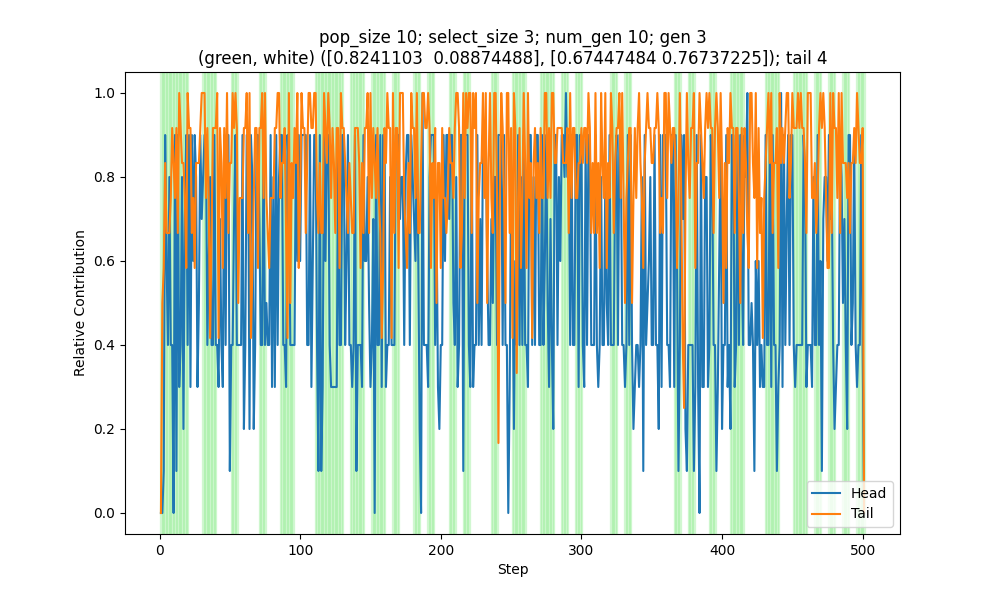 pop_size 10; select_size 3; num_gen 10; gen 3
(green, white) ([0.8241103  0.08874488], [0.67447484 0.76737225]); tail 4
Relative Contribution
1.0
0.8
0.6
0.4
0.2
0.0
Head
Tail
0 100 200 300 400 500
Step